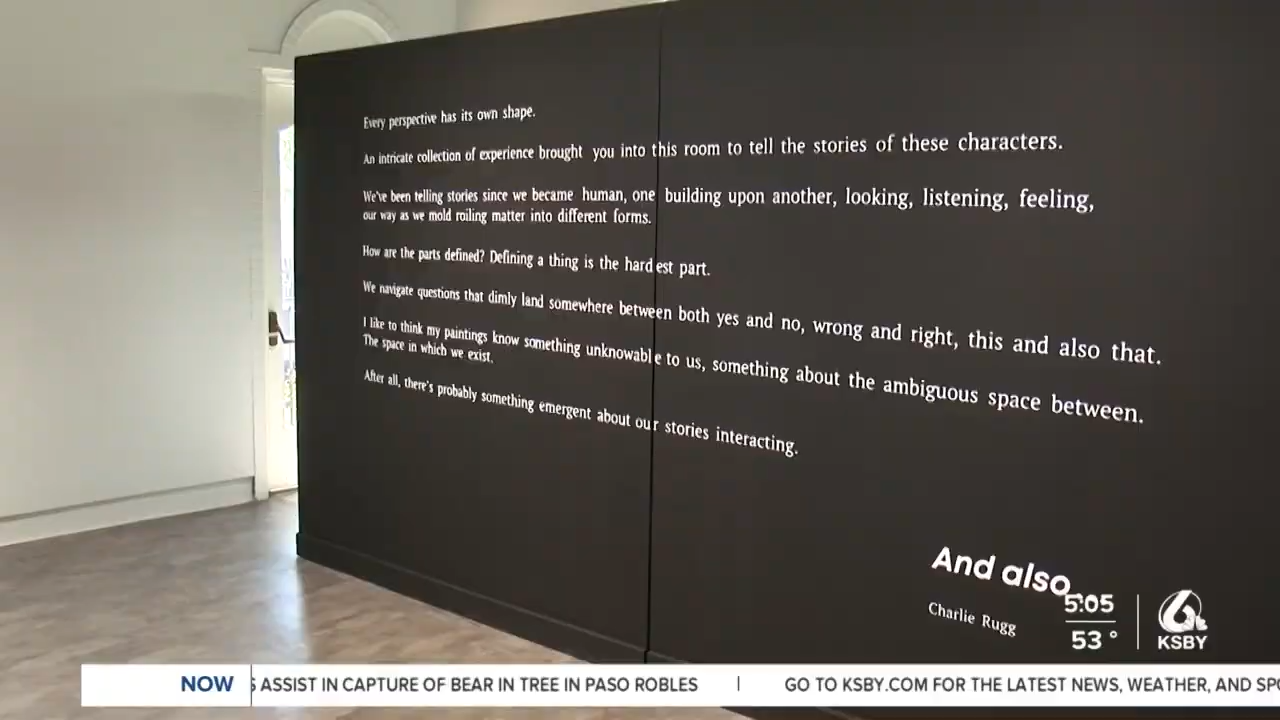 Every perspective has its own shape.
An intricate collection of experience brought you into this room to tell the stories of these characters.
We've been telling stories since we became human, one building upon another, looking, listening, feeling,
our way as we mold roiling matter into different forms.
How are the parts defined? Defining a thing is the hardest part.
We navigate questions that dimly land somewhere between both yes and no, wrong and right, this and also that.
I like to think my paintings know something unknowable to us, something about the ambiguous space between.
The space in which we exist.
After all, there's probably something emergent about our stories interacting.
And also
Charlie Rugg
5:05
53 °
6
KSBY
NOW
ASSIST IN CAPTURE OF BEAR IN TREE IN PASO ROBLES | GO TO KSBY.COM FOR THE LATEST NEWS, WEATHER, AND